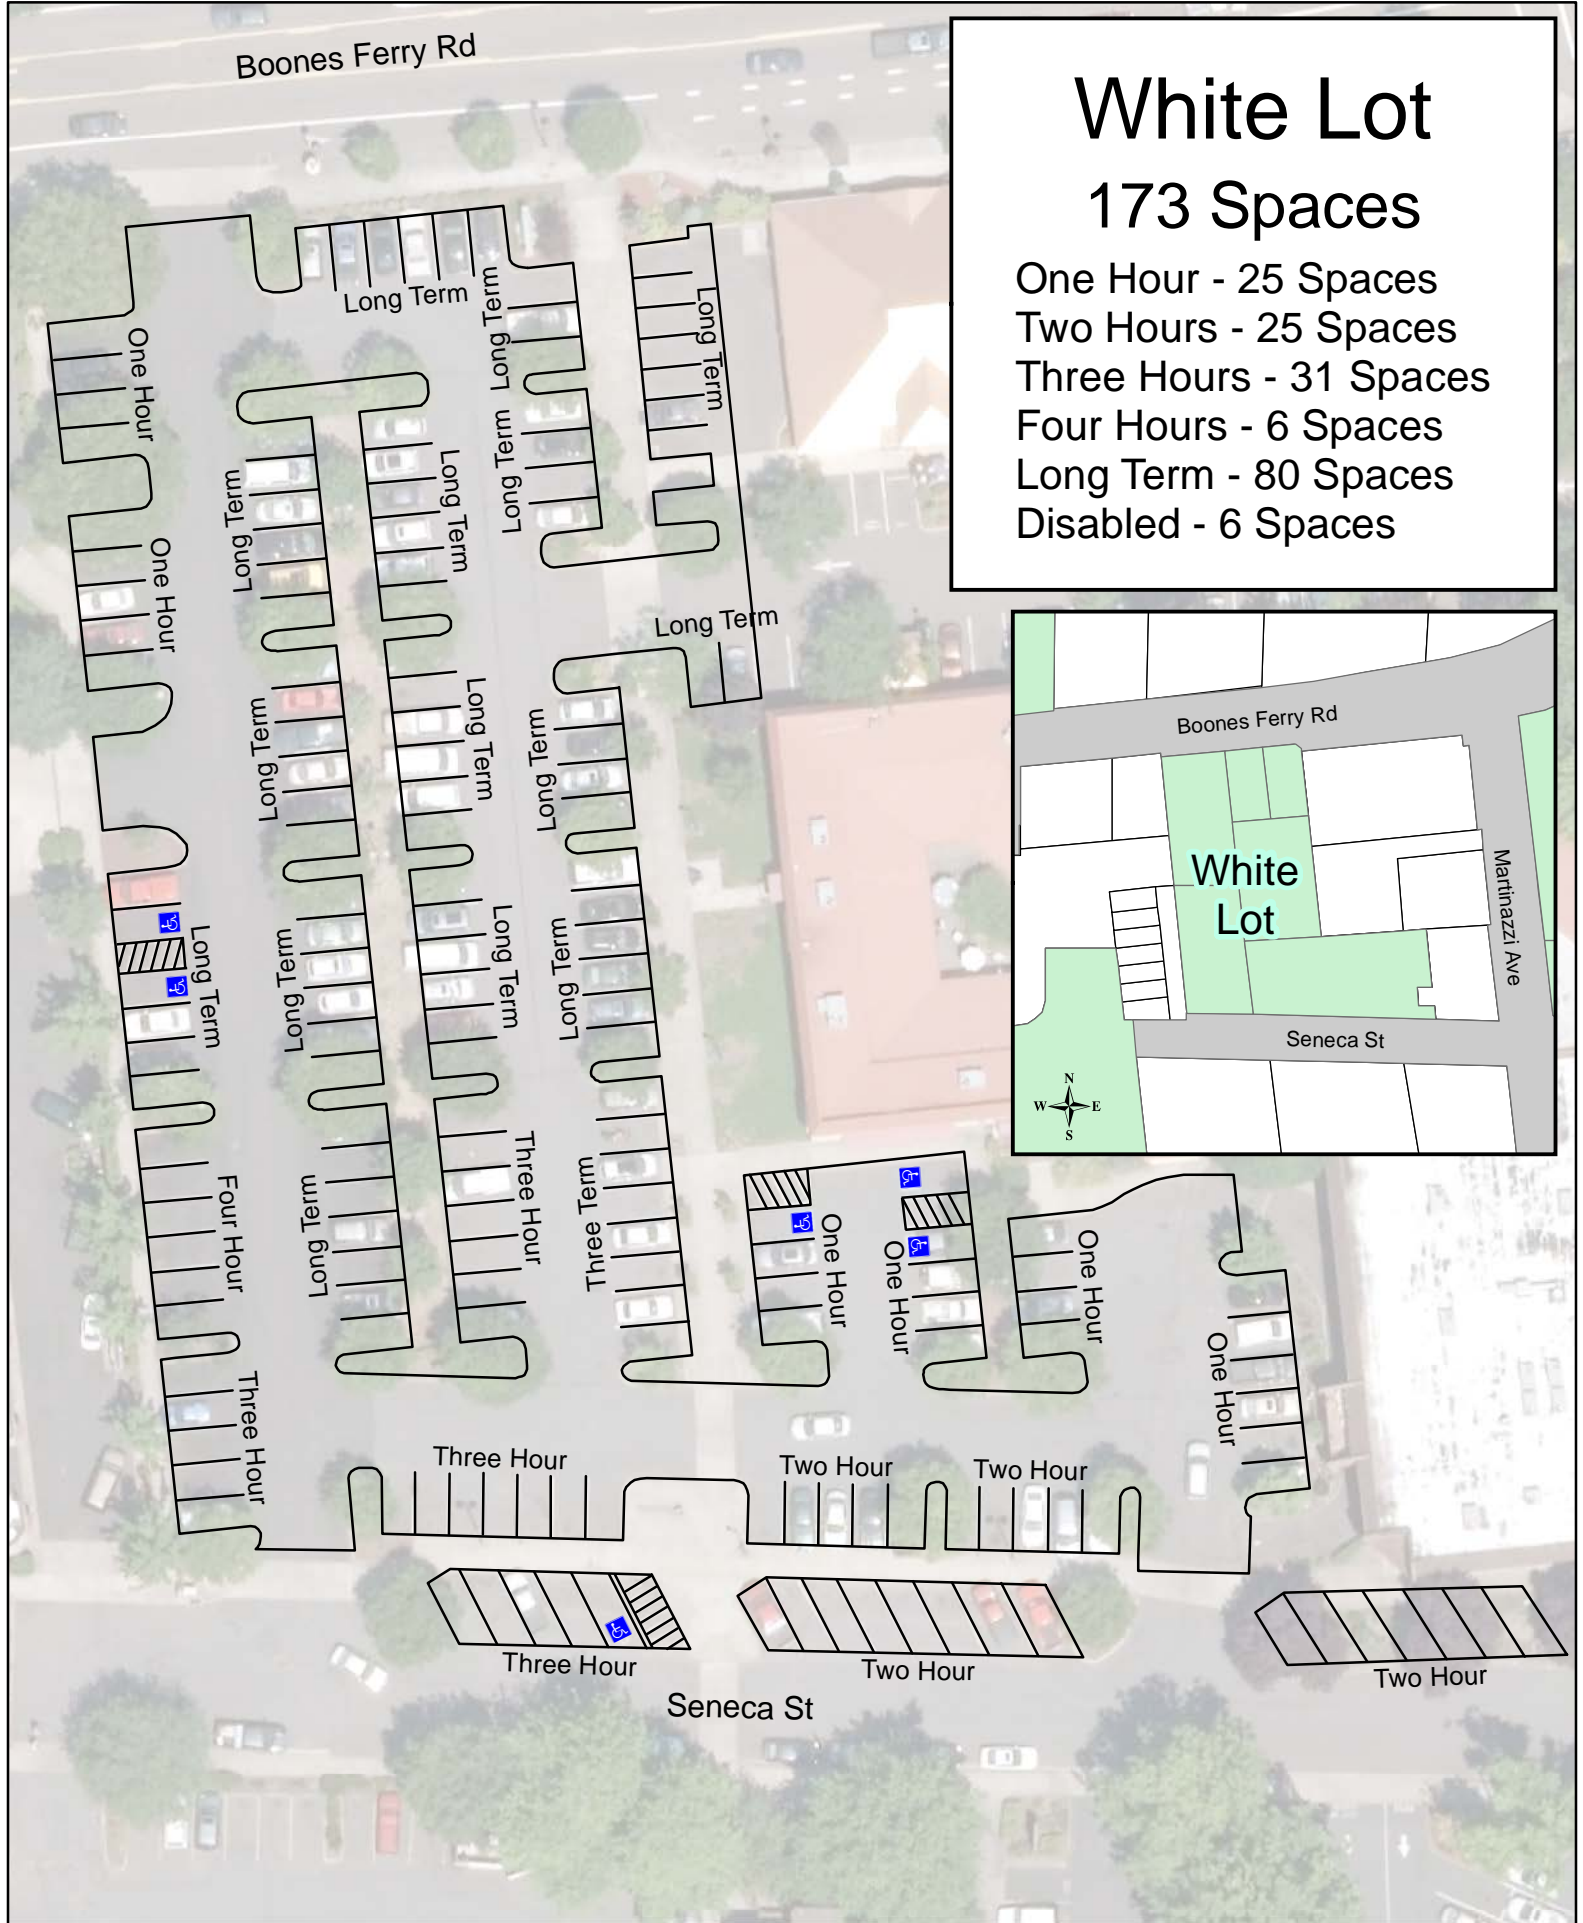 Boones Ferry Rd
White Lot
173 Spaces
One Hour - 25 Spaces
Two Hours - 25 Spaces
Three Hours - 31 Spaces
Four Hours - 6 Spaces
Long Term - 80 Spaces
Disabled - 6 Spaces
Long Term
Long Term
Long Term
One Hour
Long Term
Long Term
Long Term
One Hour
Long Term
Long Term
Long Term
Long Term
Long Term
Long Term
Long Term
Long Term
Long Term
Four Hour
Long Term
Three Hour
Three Term
One Hour
One Hour
One Hour
One Hour
Three Hour
Three Hour
Two Hour
Two Hour
Three Hour
Two Hour
Two Hour
Seneca St
Boones Ferry Rd
White
Lot
Martinazzi Ave
Seneca St
N
W
E
S